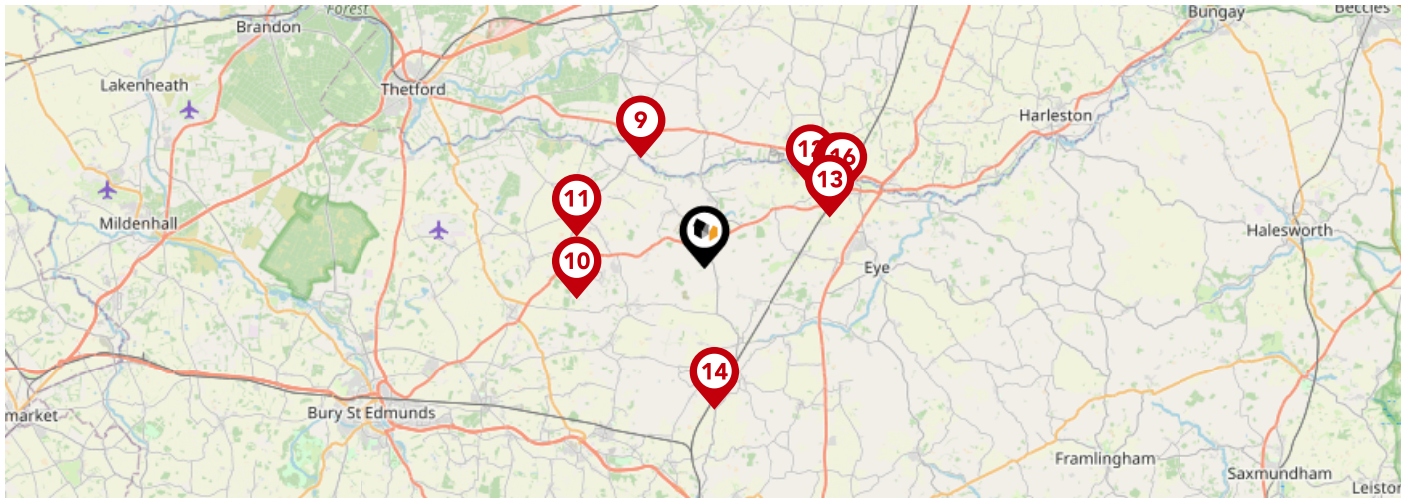 Forest
Brandon
Bungay
Beccles
Lakenheath
Thetford
Harleston
9
12
16
13
11
10
Mildenhall
Halesworth
Eye
14
market
Bury St Edmunds
Framlingham
Saxmundham
Leiston